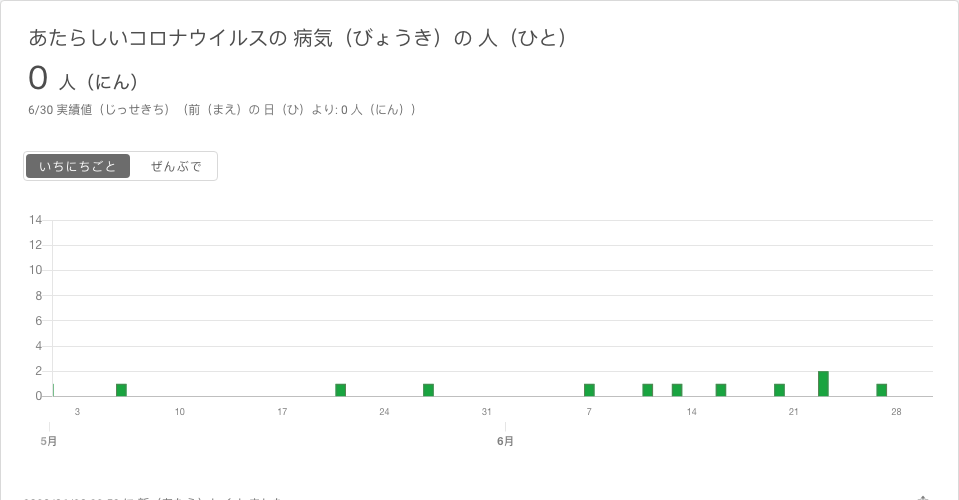 あたらしいコロナウイルスの 病気（びょうき）の 人（ひと）
0 人（にん）
6/30 実績値（じっせきち）（前（まえ）の 日（ひ）より: 0 人（にん））
いちにちごと ぜんぶで
14
12
10
8
6
4
2
0
3 10 17 24 31 7 14 21 28
5月 6月